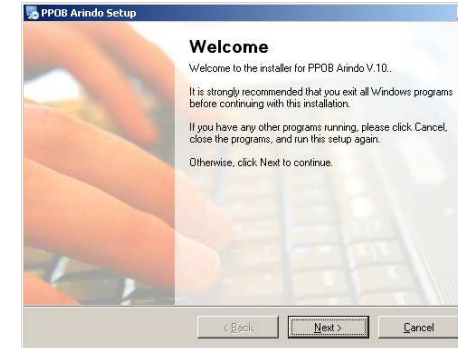 PPOB Arindo Setup
Welcome
Welcome to the installer for PPOB Arindo V.10..
It is strongly recommended that you exit all Windows programs
before continuing with this installation.
If you have any other programs running, please click Cancel,
close the programs, and run this setup again.
Otherwise, click Next to continue.
< Back
Next >
Cancel